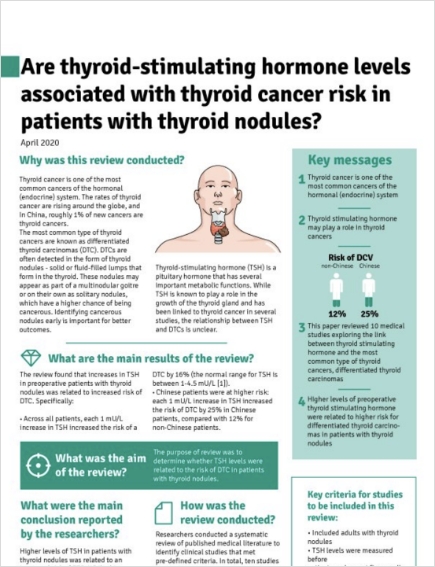 Are thyroid-stimulating hormone levels
associated with thyroid cancer risk in
patients with thyroid nodules?
April 2020
Why was this review conducted?
Thyroid cancer is one of the most
common cancers of the hormonal
(endocrine) system. The rates of thyroid
cancer are rising around the globe, and
in China, roughly 1% of new cancers are
thyroid cancers.
The most common type of thyroid
cancers are known as differentiated
thyroid carcinomas (DTC). DTCs are
often detected in the form of thyroid
nodules - solid or fluid-filled lumps that
form in the thyroid. These nodules may
appear as part of a multinodular goitre
or on their own as solitary nodules,
which have a higher chance of being
cancerous. Identifying cancerous
nodules early is important for better
outcomes.
Thyroid-stimulating hormone (TSH) is a
pituitary hormone that has several
important metabolic functions. While
TSH is known to play a role in the
growth of the thyroid gland and has
been linked to thyroid cancer in several
studies, the relationship between TSH
and DTCs is unclear.
What are the main results of the review?
The review found that increases in TSH
in preoperative patients with thyroid
nodules was related to increased risk of
DTC. Specifically:
• Across all patients, each 1 mU/L
increase in TSH increased the risk of a
DTC by 16% (the normal range for TSH is
between 1-4.5 mU/L [1]).
• Chinese patients were at higher risk;
each 1 mU/L increase in TSH increased
the risk of DTC by 25% in Chinese
patients, compared with 12% for
non-Chinese patients.
What was the aim
of the review?
The purpose of review was to
determine whether TSH levels were
related to the risk of DTC in patients
with thyroid nodules.
What were the main
conclusion reported
by the researchers?
Higher levels of TSH in patients with
thyroid nodules was related to an
How was the
review conducted?
Researchers conducted a systematic
review of published medical literature to
identify clinical studies that met
pre-defined criteria. In total, ten studies
Key messages
1 Thyroid cancer is one of the
most common cancers of the
hormonal (endocrine) system
2 Thyroid stimulating hormone
may play a role in thyroid
cancers
Risk of DCV
non-Chinese Chinese
12% 25%
3 This paper reviewed 10 medical
studies exploring the link
between thyroid stimulating
hormone and the most
common type of thyroid
cancers, differentiated thyroid
carcinomas
4 Higher levels of preoperative
thyroid stimulating hormone
were related to higher risk for
differentiated thyroid carcino-
mas in patients with thyroid
nodules
Key criteria for studies
to be included in this
review:
• Included adults with thyroid
nodules
• TSH levels were measured
before